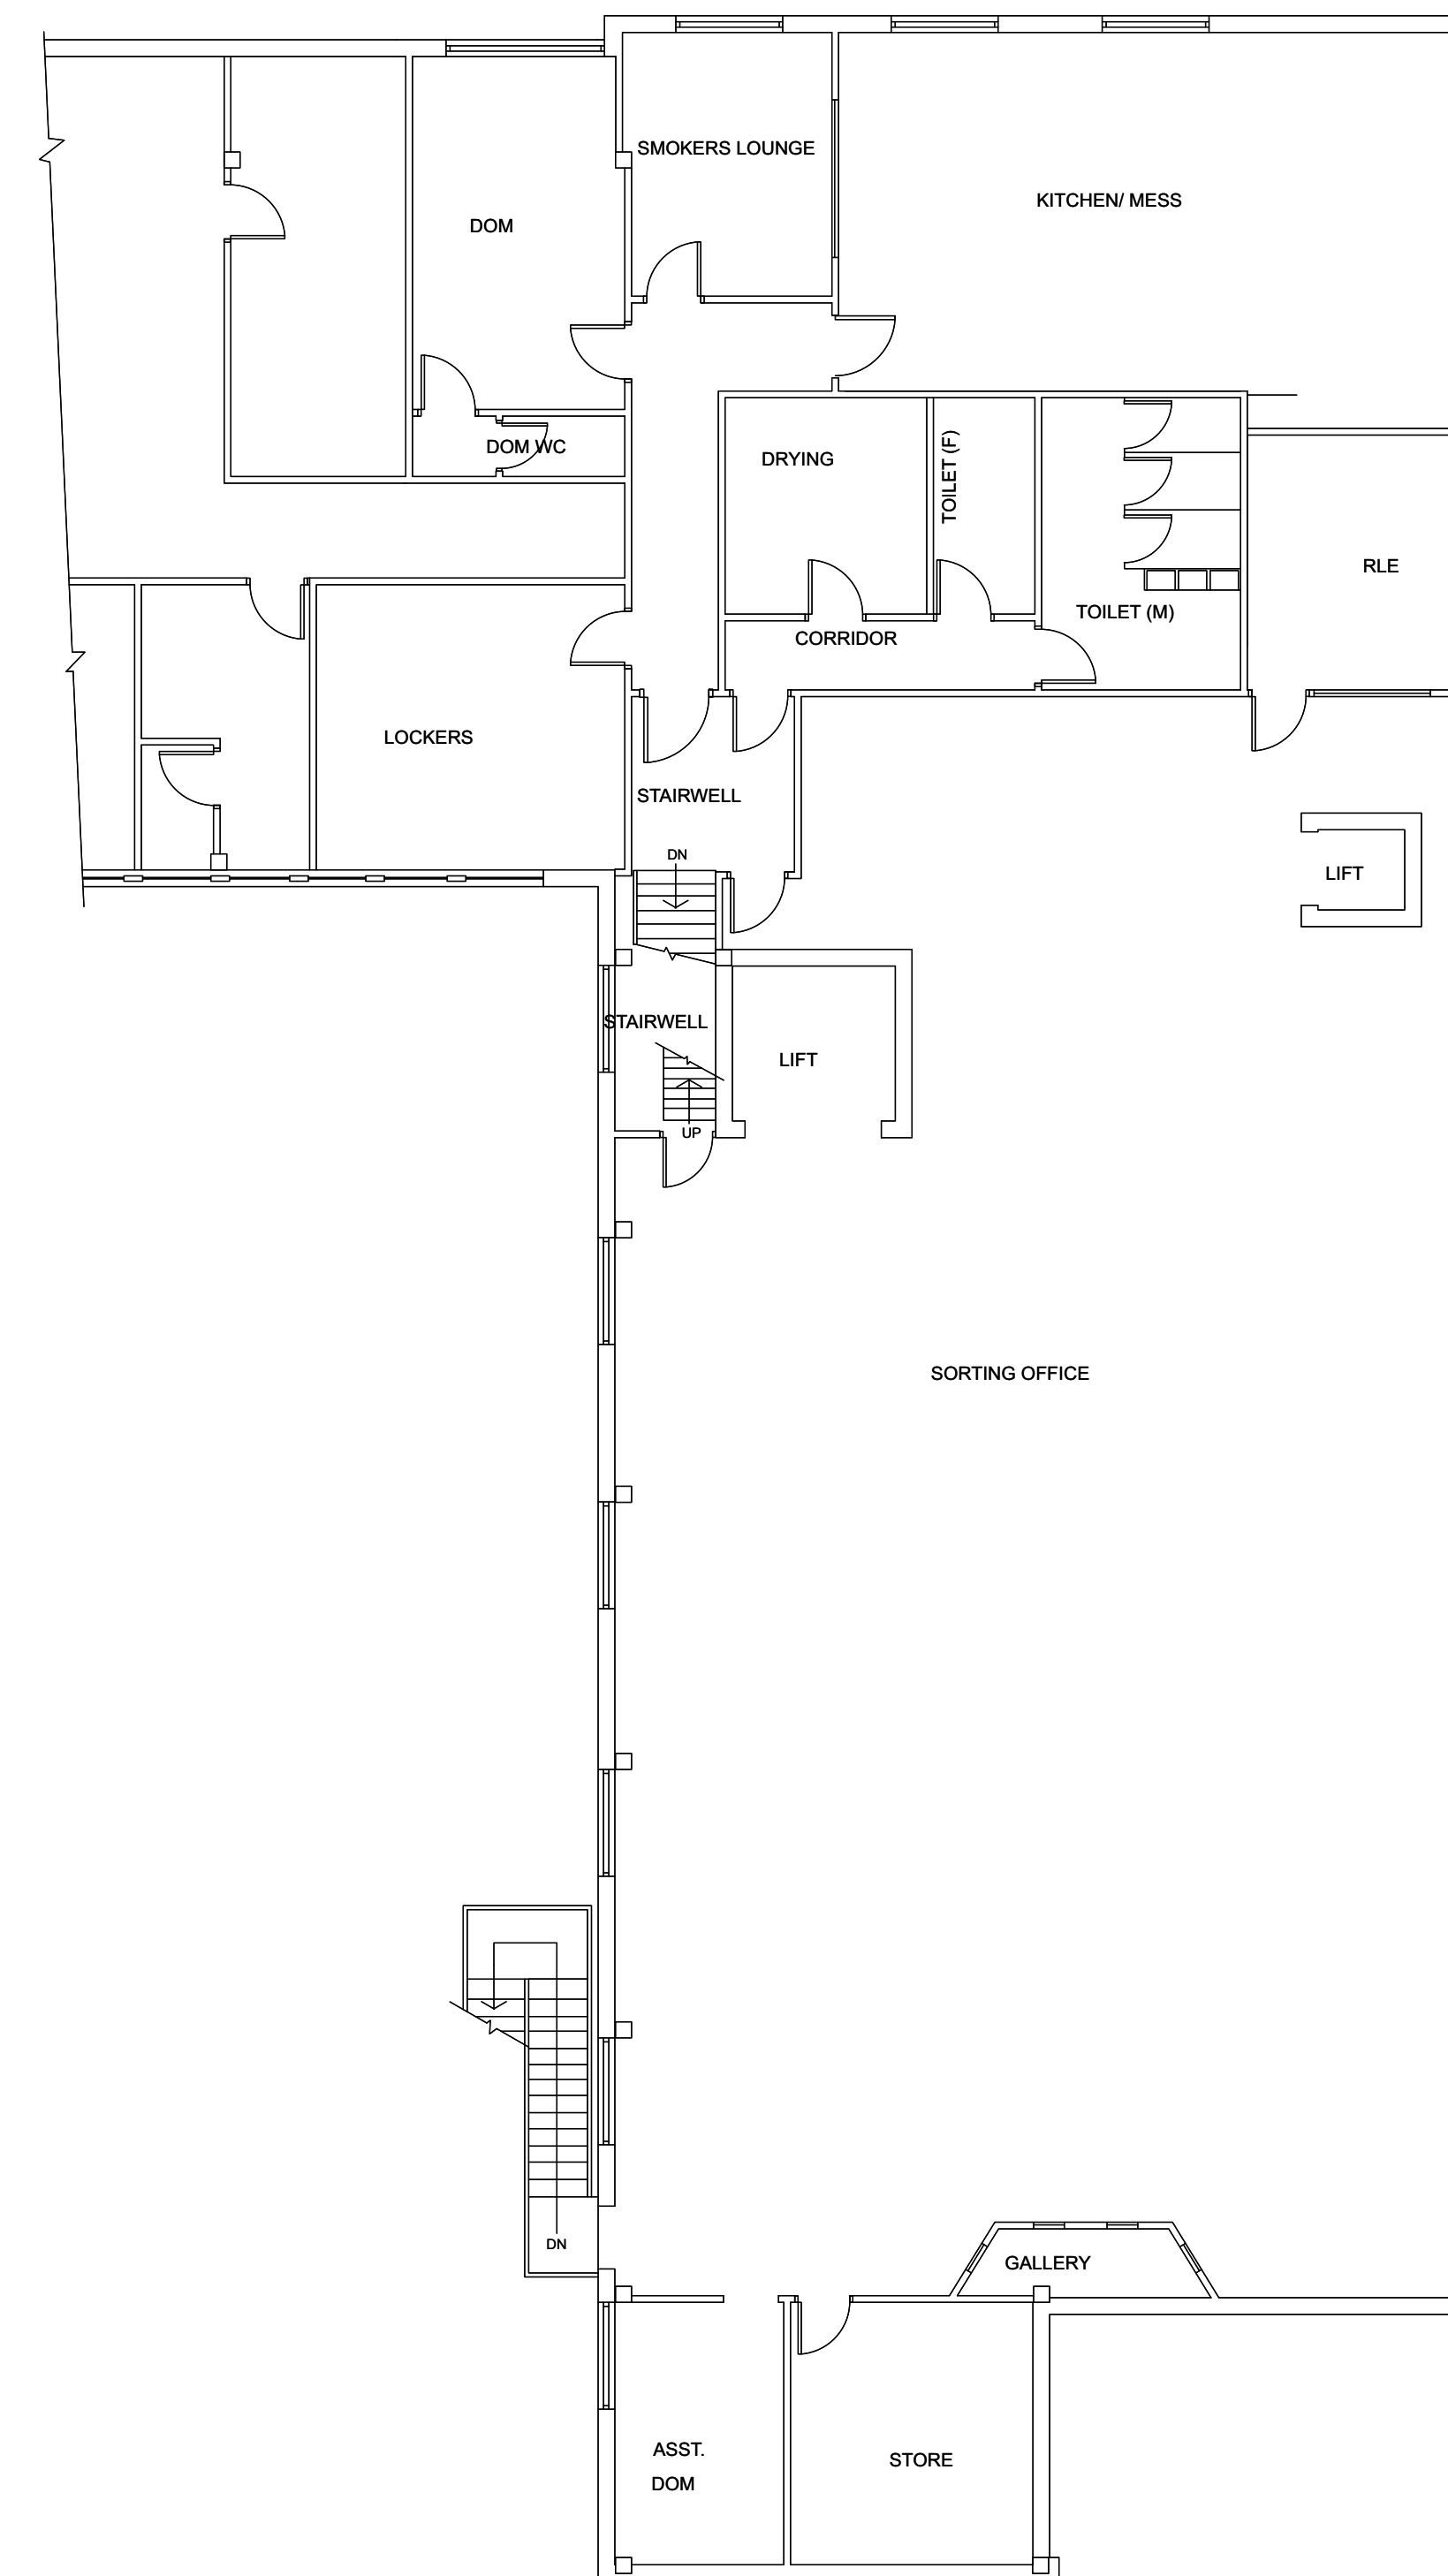 SMOKERS LOUNGE
KITCHEN/ MESS
DOM
DOM WC
DRYING
TOILET (F)
RLE
TOILET (M)
CORRIDOR
LOCKERS
STAIRWELL
DN
LIFT
STAIRWELL
LIFT
UP
SORTING OFFICE
DN
GALLERY
ASST.
DOM
STORE